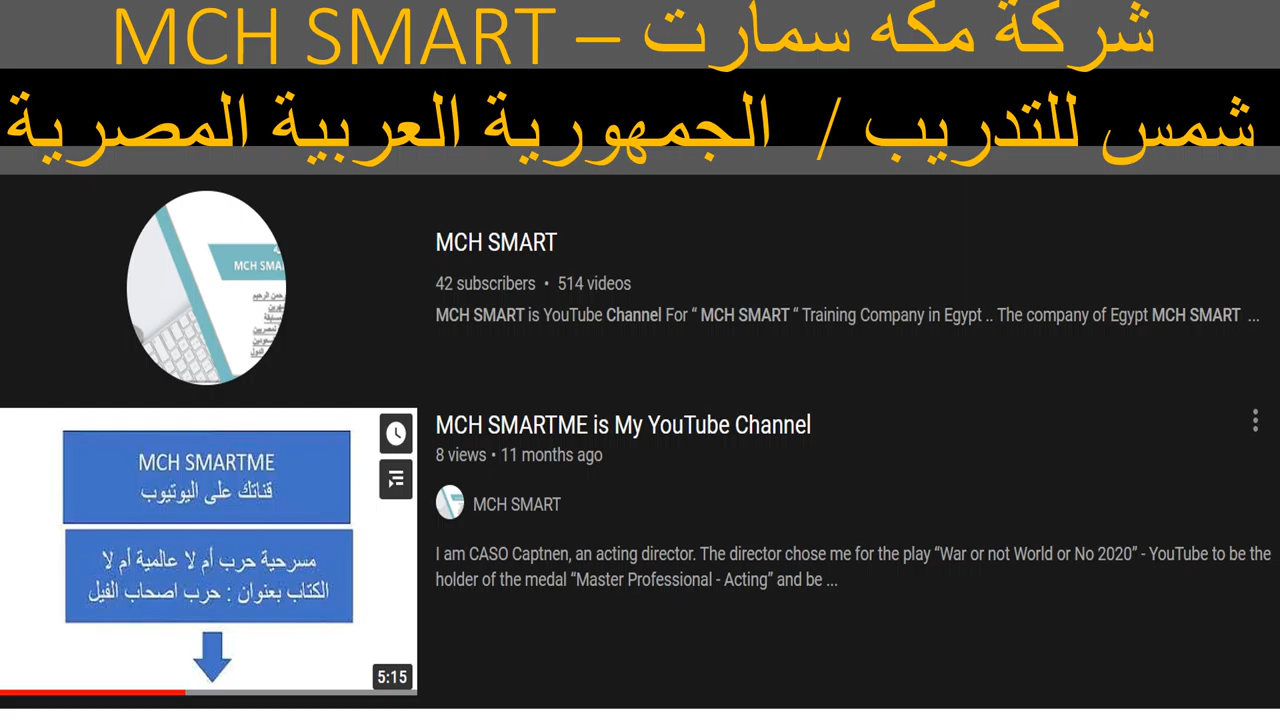 شركة مكه سمارت – MCH SMART
شمس للتدريب / الجمهورية العربية المصرية
MCH SMA
MCH SMART
42 subscribers • 514 videos
MCH SMART is YouTube Channel For “ MCH SMART “ Training Company in Egypt .. The company of Egypt MCH SMART ...
MCH SMARTME
قناتك على اليوتيوب
مسرحية حرب أم لا عالمية أم لا
الكتاب بعنوان : حرب اصحاب الفيل
5:15
MCH SMARTME is My YouTube Channel
8 views • 11 months ago
MCH SMART
I am CASO Captnen, an acting director. The director chose me for the play “War or not World or No 2020” - YouTube to be the
holder of the medal “Master Professional - Acting” and be ...